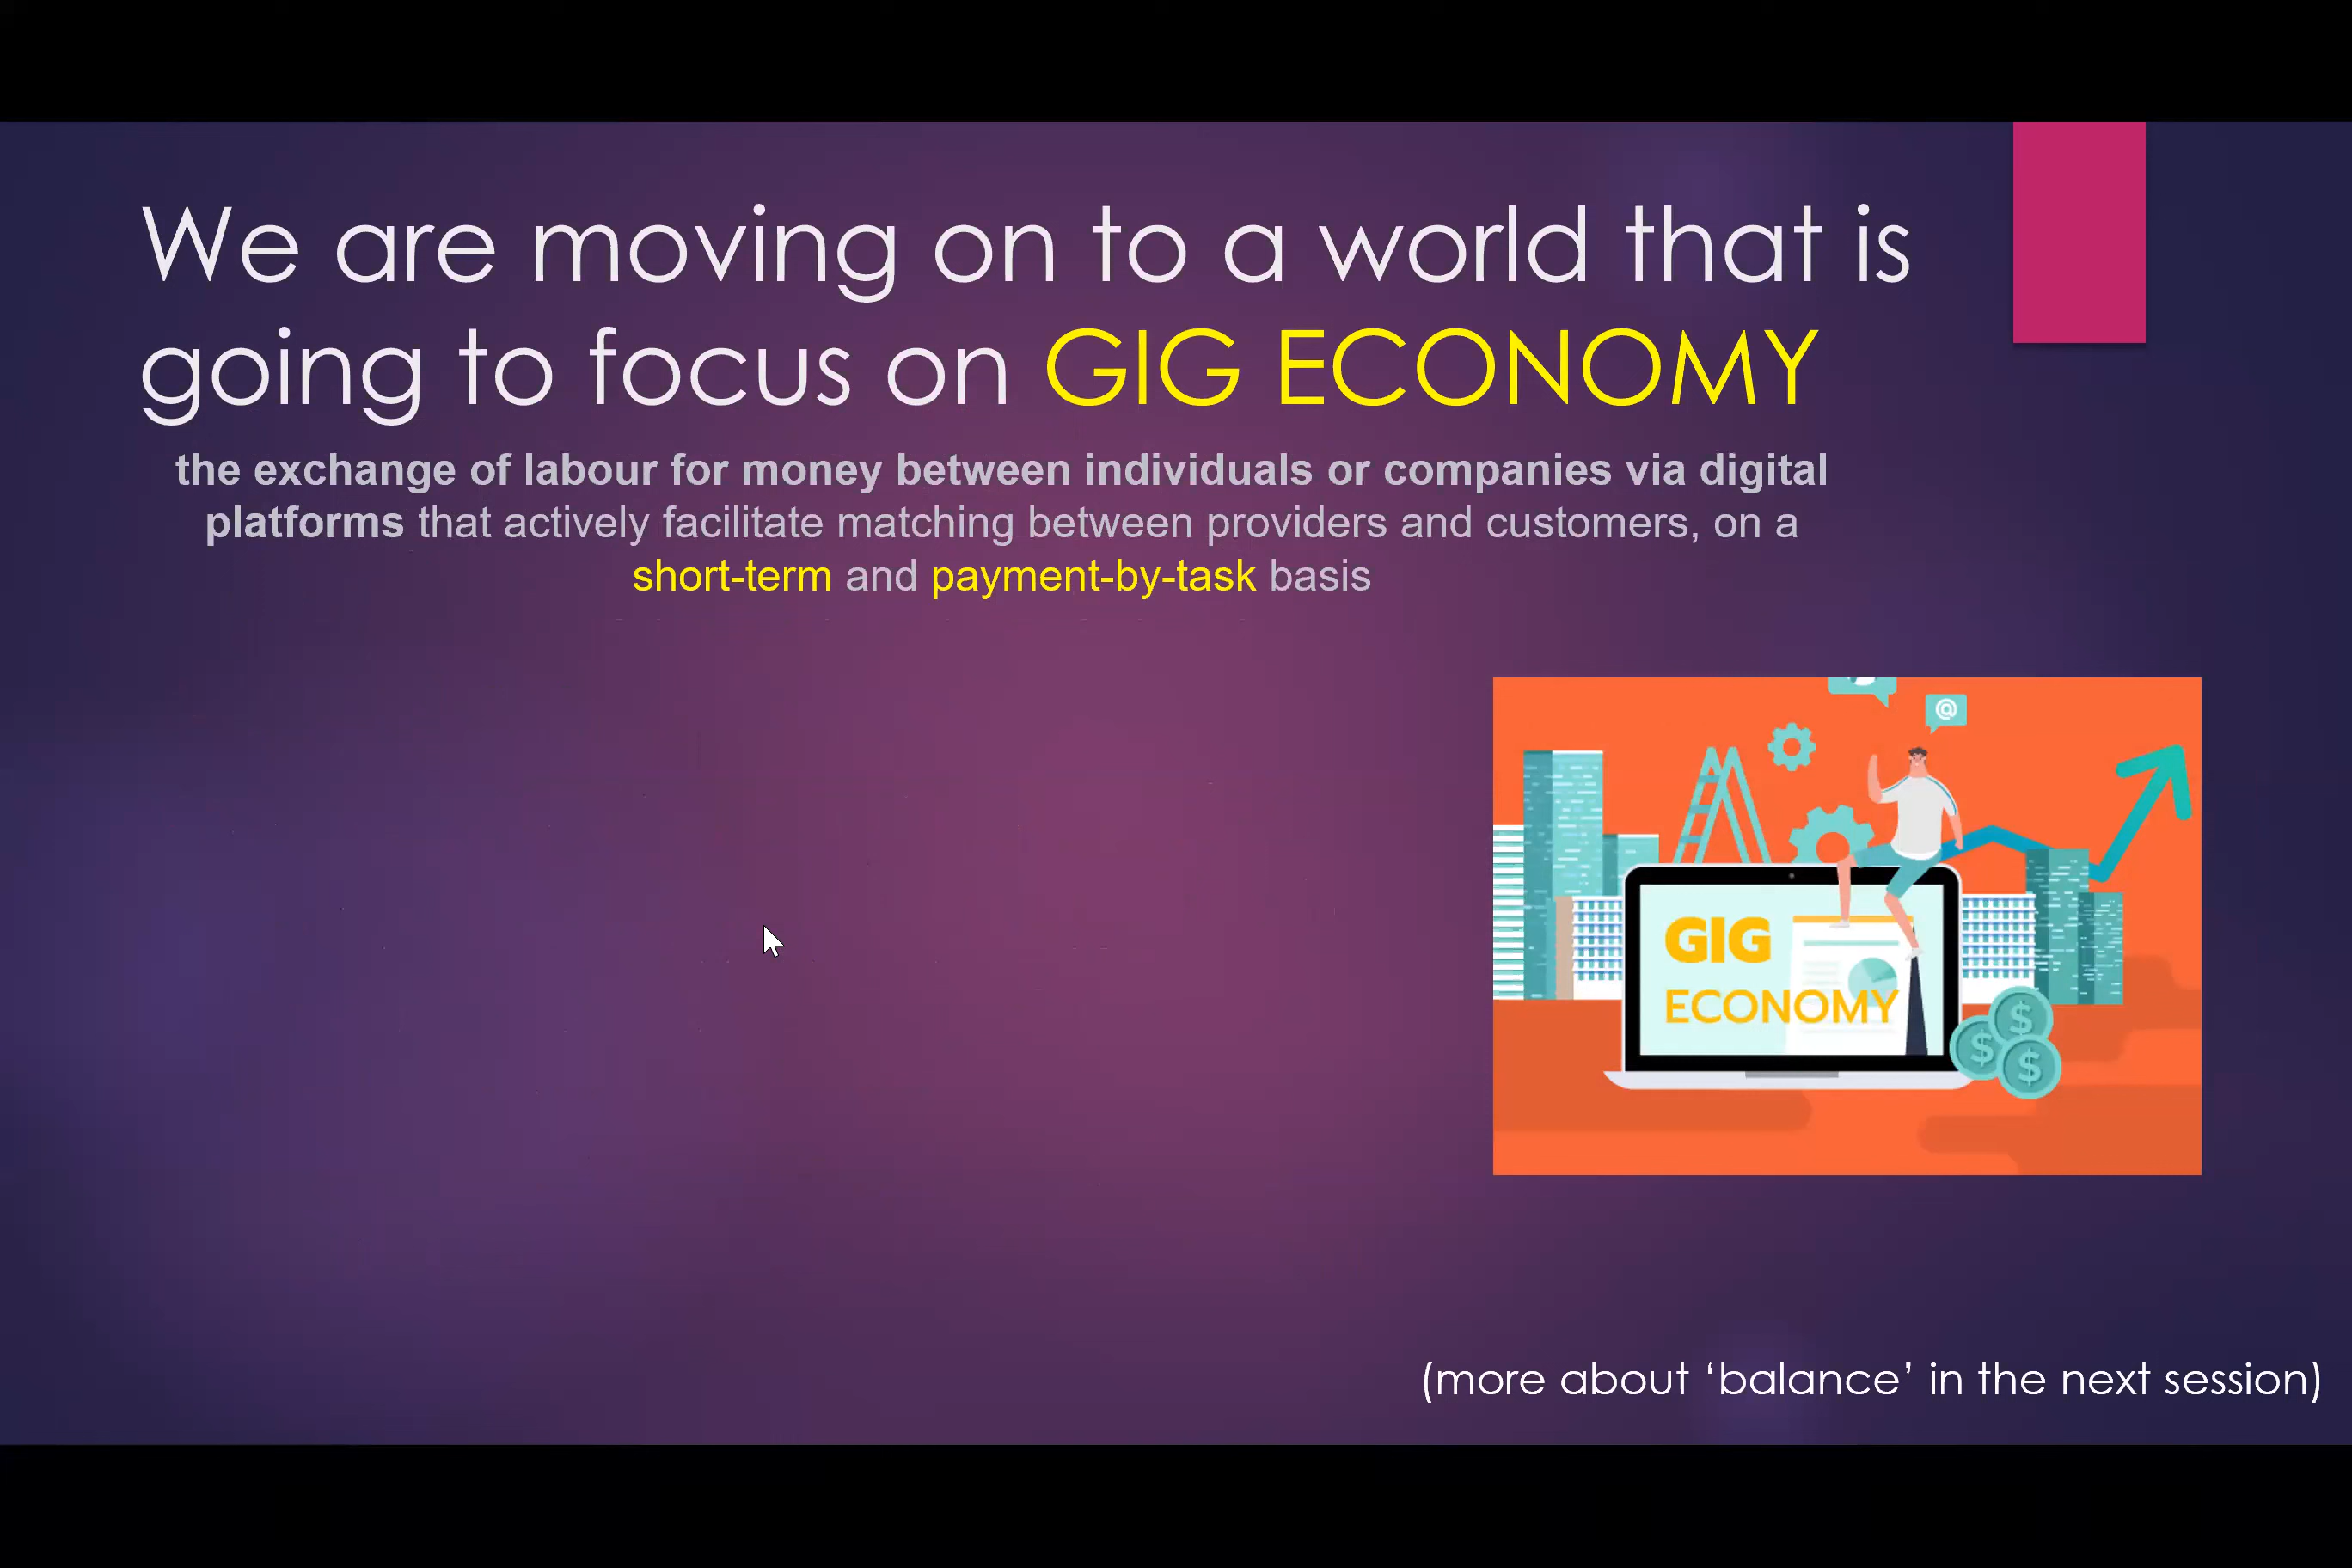 We are moving on to a world that is
going to focus on GIG ECONOMY
the exchange of labour for money between individuals or companies via digital
platforms that actively facilitate matching between providers and customers, on a
short-term and payment-by-task basis
@
GIG
ECONOMY
$
$ $
(more about ‘balance’ in the next session)